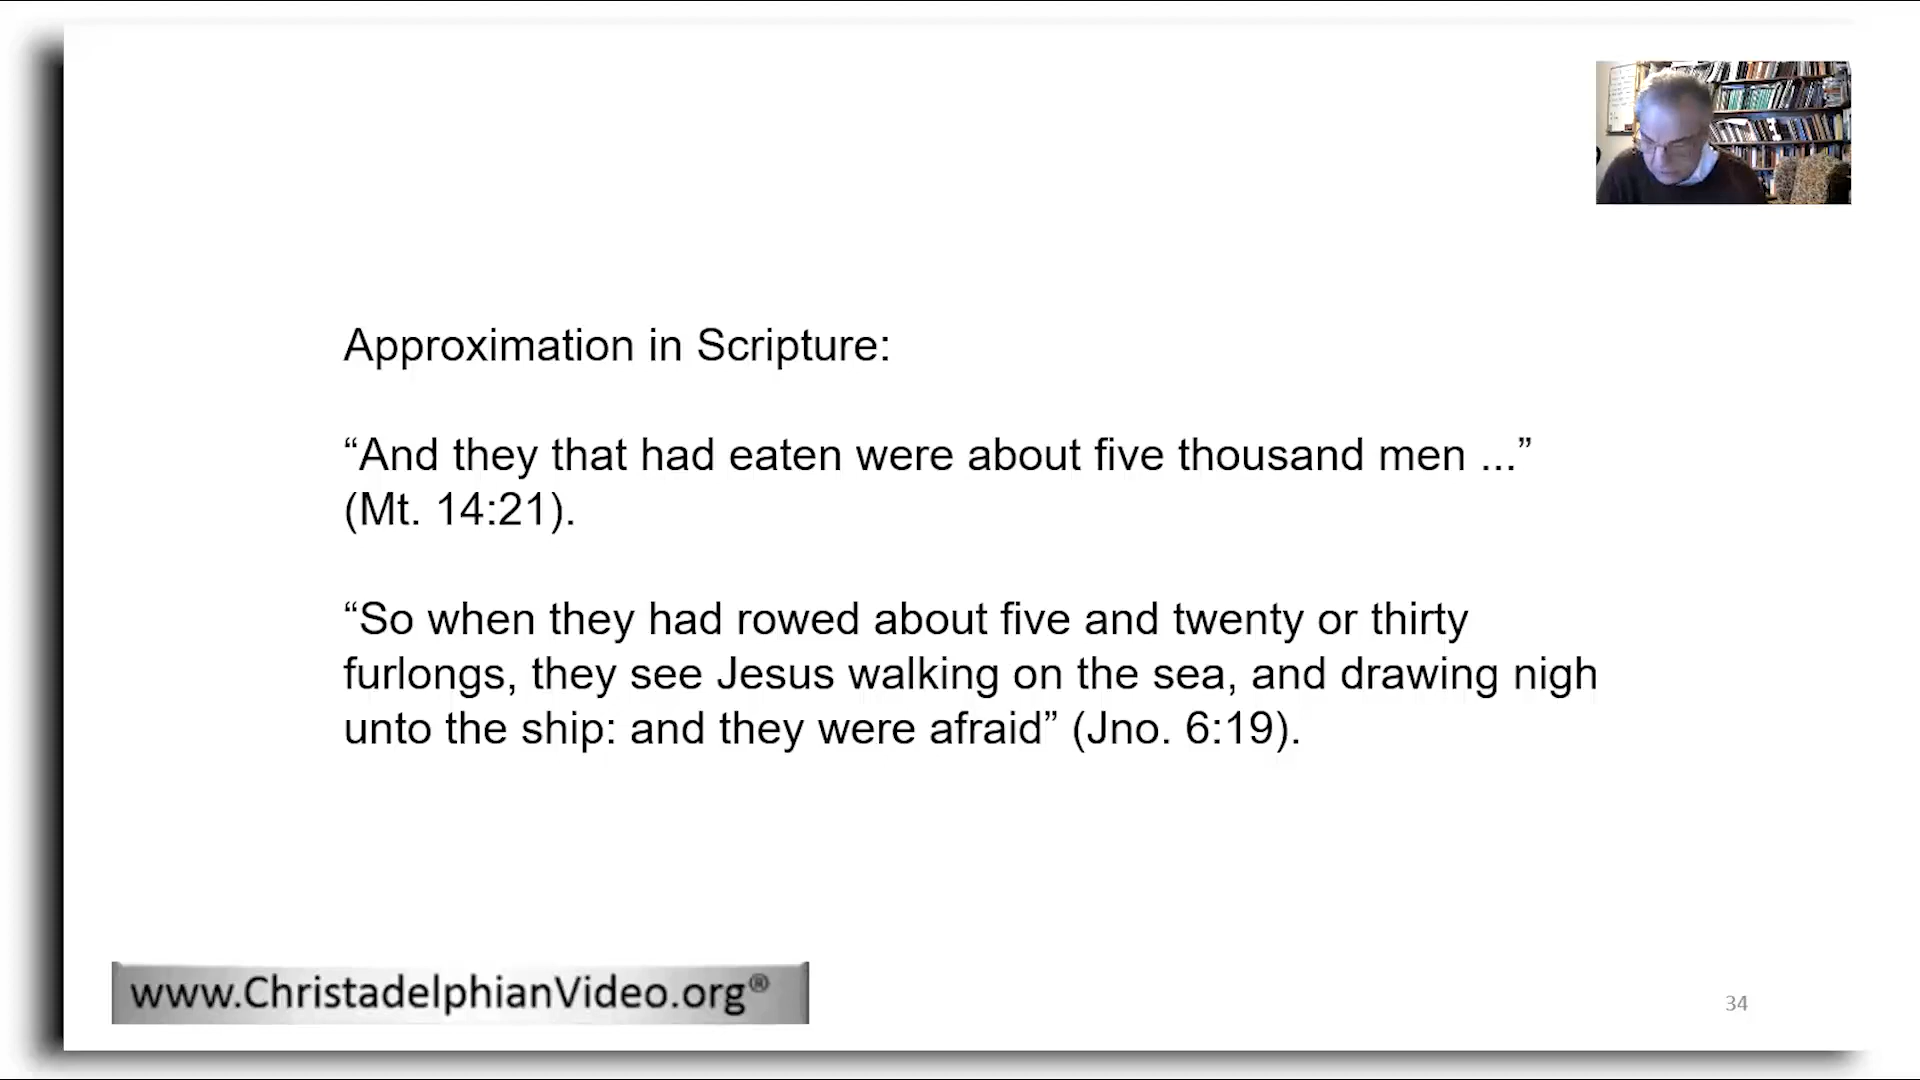 Approximation in Scripture:
“And they that had eaten were about five thousand men ...”
(Mt. 14:21).
“So when they had rowed about five and twenty or thirty
furlongs, they see Jesus walking on the sea, and drawing nigh
unto the ship: and they were afraid” (Jno. 6:19).
www.ChristadelphianVideo.org®
34